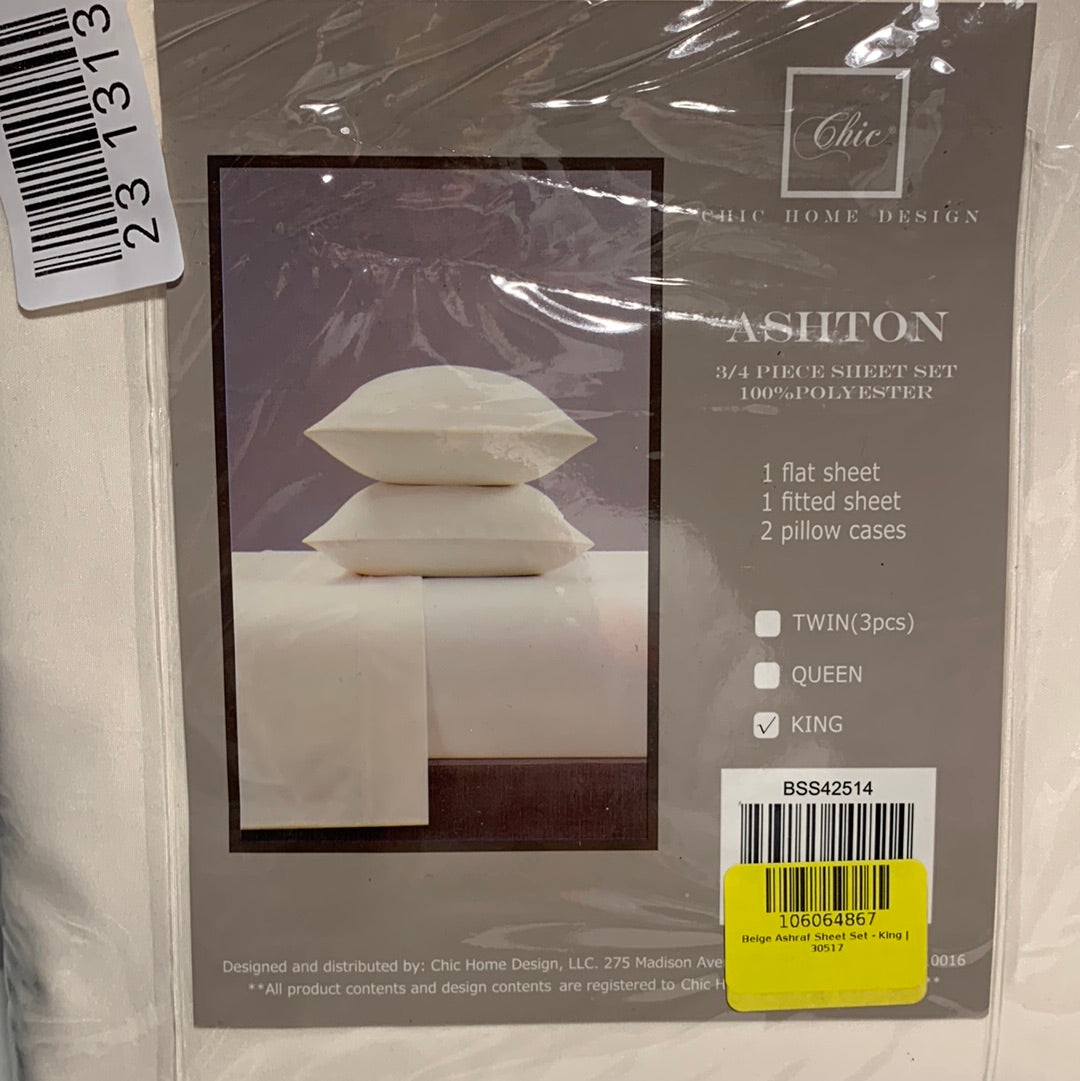 23 1313
Chic
CHIC HOME DESIGN
ASHTON
3/4 PIECE SHEET SET
100%POLYESTER
1 flat sheet
1 fitted sheet
2 pillow cases
TWIN(3pcs)
QUEEN
KING
BSS42514
106064867
Beige Ashraf Sheet Set - King |
30517
Designed and distributed by: Chic Home Design, LLC. 275 Madison Ave 0016
**All product contents and design contents are registered to Chic H **